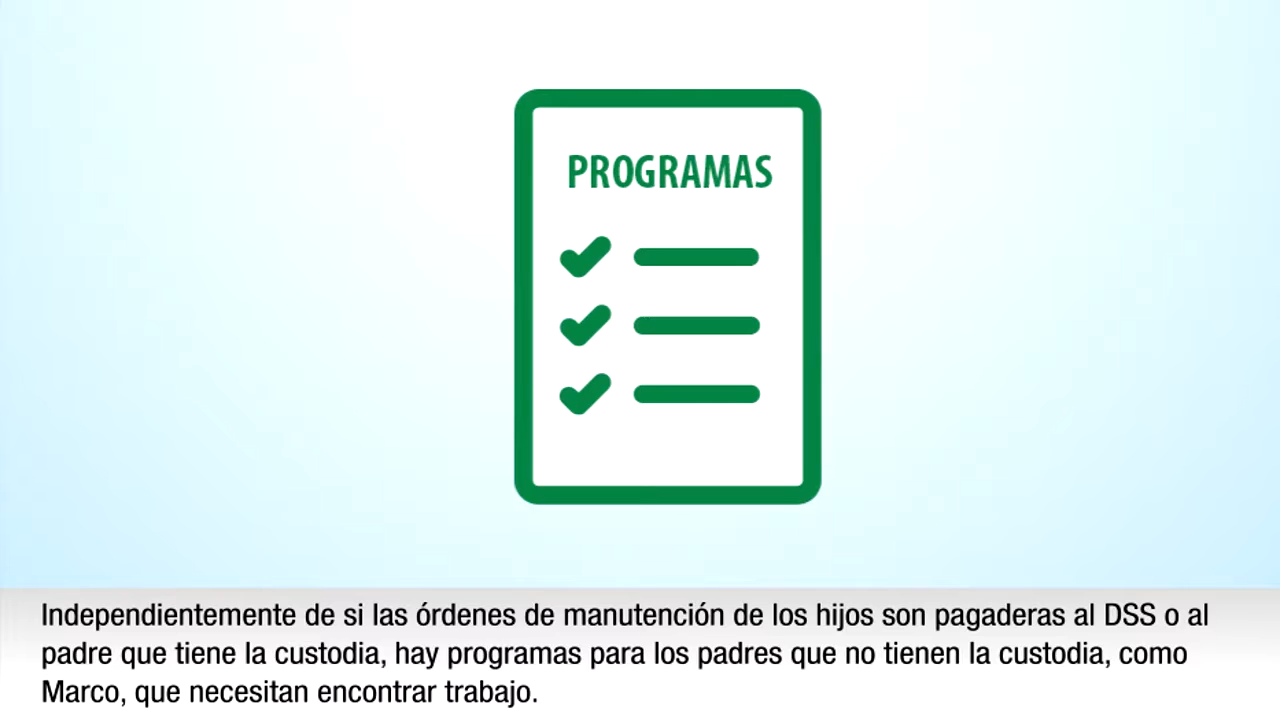 PROGRAMAS
Independientemente de si las órdenes de manutención de los hijos son pagaderas al DSS o al
padre que tiene la custodia, hay programas para los padres que no tienen la custodia, como
Marco, que necesitan encontrar trabajo.